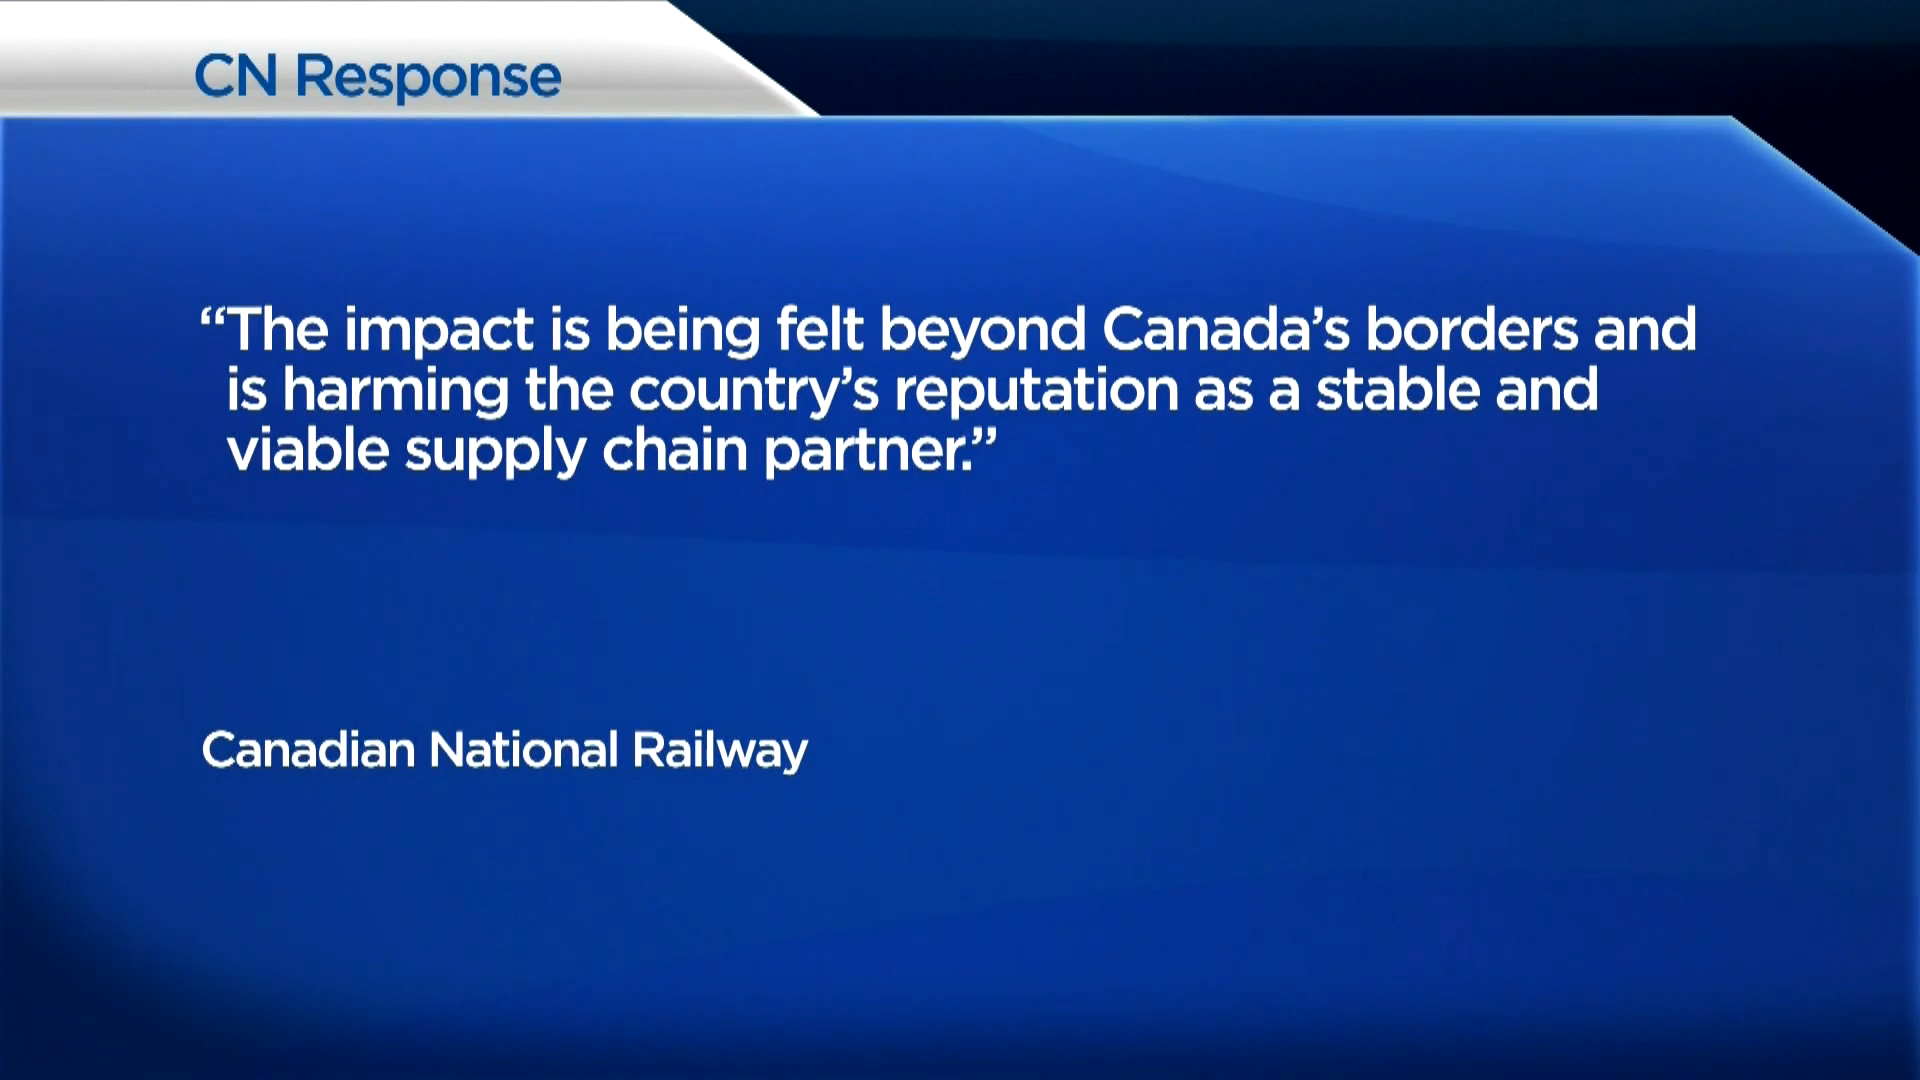 CN Response
“The impact is being felt beyond Canada’s borders and
is harming the country’s reputation as a stable and
viable supply chain partner.”
Canadian National Railway